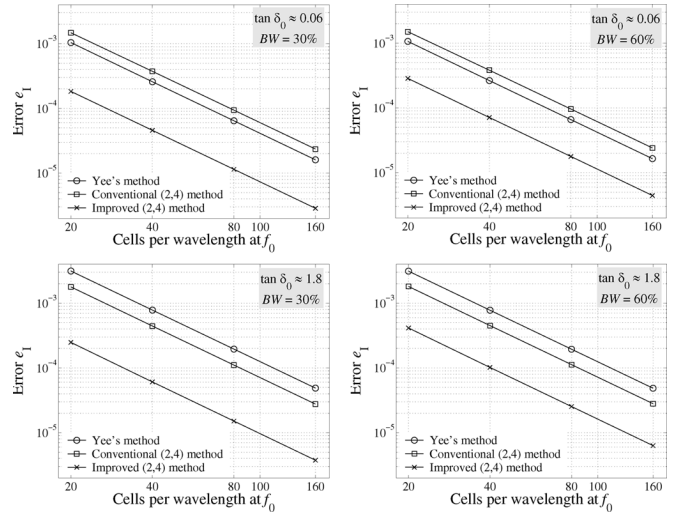 tan δ₀ ≈ 0.06
BW = 30%
Error e_I
10⁻³
10⁻⁴
10⁻⁵
Yee's method
Conventional (2,4) method
Improved (2,4) method
20 40 80 100 160
Cells per wavelength at f₀
tan δ₀ ≈ 0.06
BW = 60%
Error e_I
10⁻³
10⁻⁴
10⁻⁵
Yee's method
Conventional (2,4) method
Improved (2,4) method
20 40 80 100 160
Cells per wavelength at f₀
tan δ₀ ≈ 1.8
BW = 30%
Error e_I
10⁻³
10⁻⁴
10⁻⁵
Yee's method
Conventional (2,4) method
Improved (2,4) method
20 40 80 100 160
Cells per wavelength at f₀
tan δ₀ ≈ 1.8
BW = 60%
Error e_I
10⁻³
10⁻⁴
10⁻⁵
Yee's method
Conventional (2,4) method
Improved (2,4) method
20 40 80 100 160
Cells per wavelength at f₀